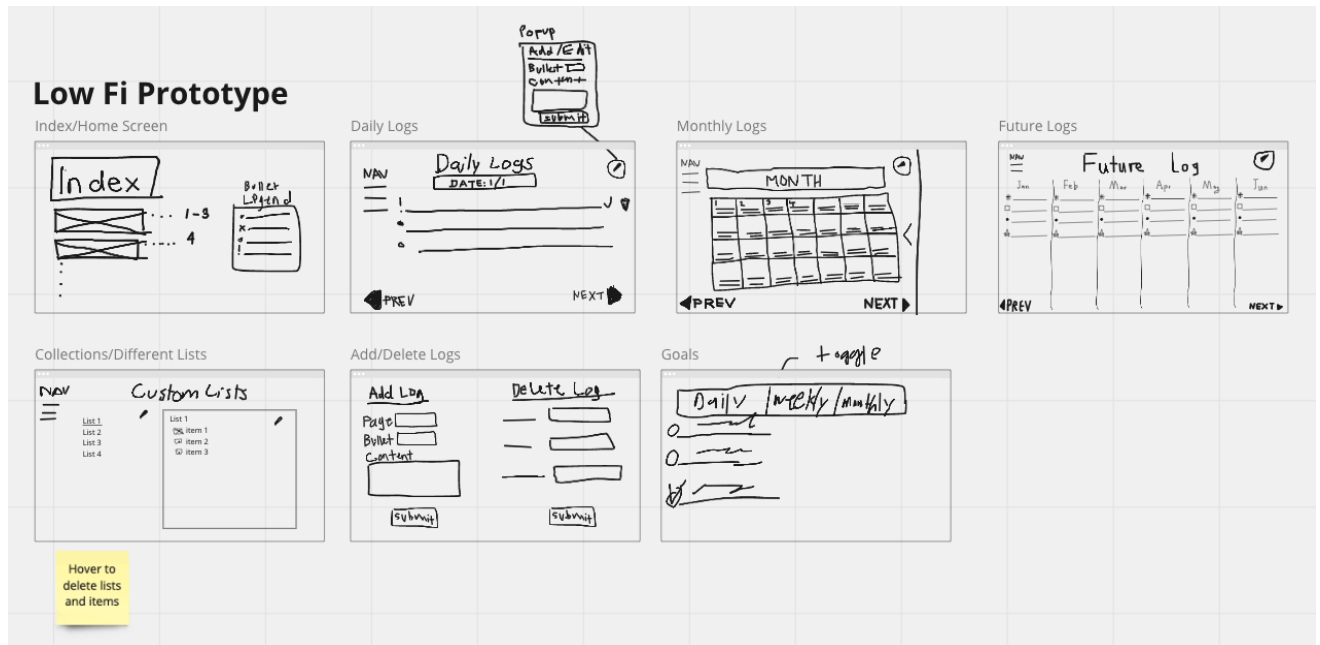 Popup
Add/Edit
Bullet
Content
submit
Low Fi Prototype
Index/Home Screen
Index
1-3
4
Bullet
Legend
x
!
Daily Logs
NAV
Daily Logs
DATE: 1/1
!
PREV
NEXT
Monthly Logs
NAV
MONTH
1 2 3 4
PREV
NEXT
Future Logs
NAV
Future Log
Jan Feb Mar Apr May Jun
PREV
NEXT
Collections/Different Lists
NAV
Custom Lists
List 1
List 2
List 3
List 4
List 1
item 1
item 2
item 3
Add/Delete Logs
Add Log
Page
Bullet
Content
submit
Delete Log
submit
Goals
toggle
Daily / weekly / monthly
Hover to
delete lists
and items